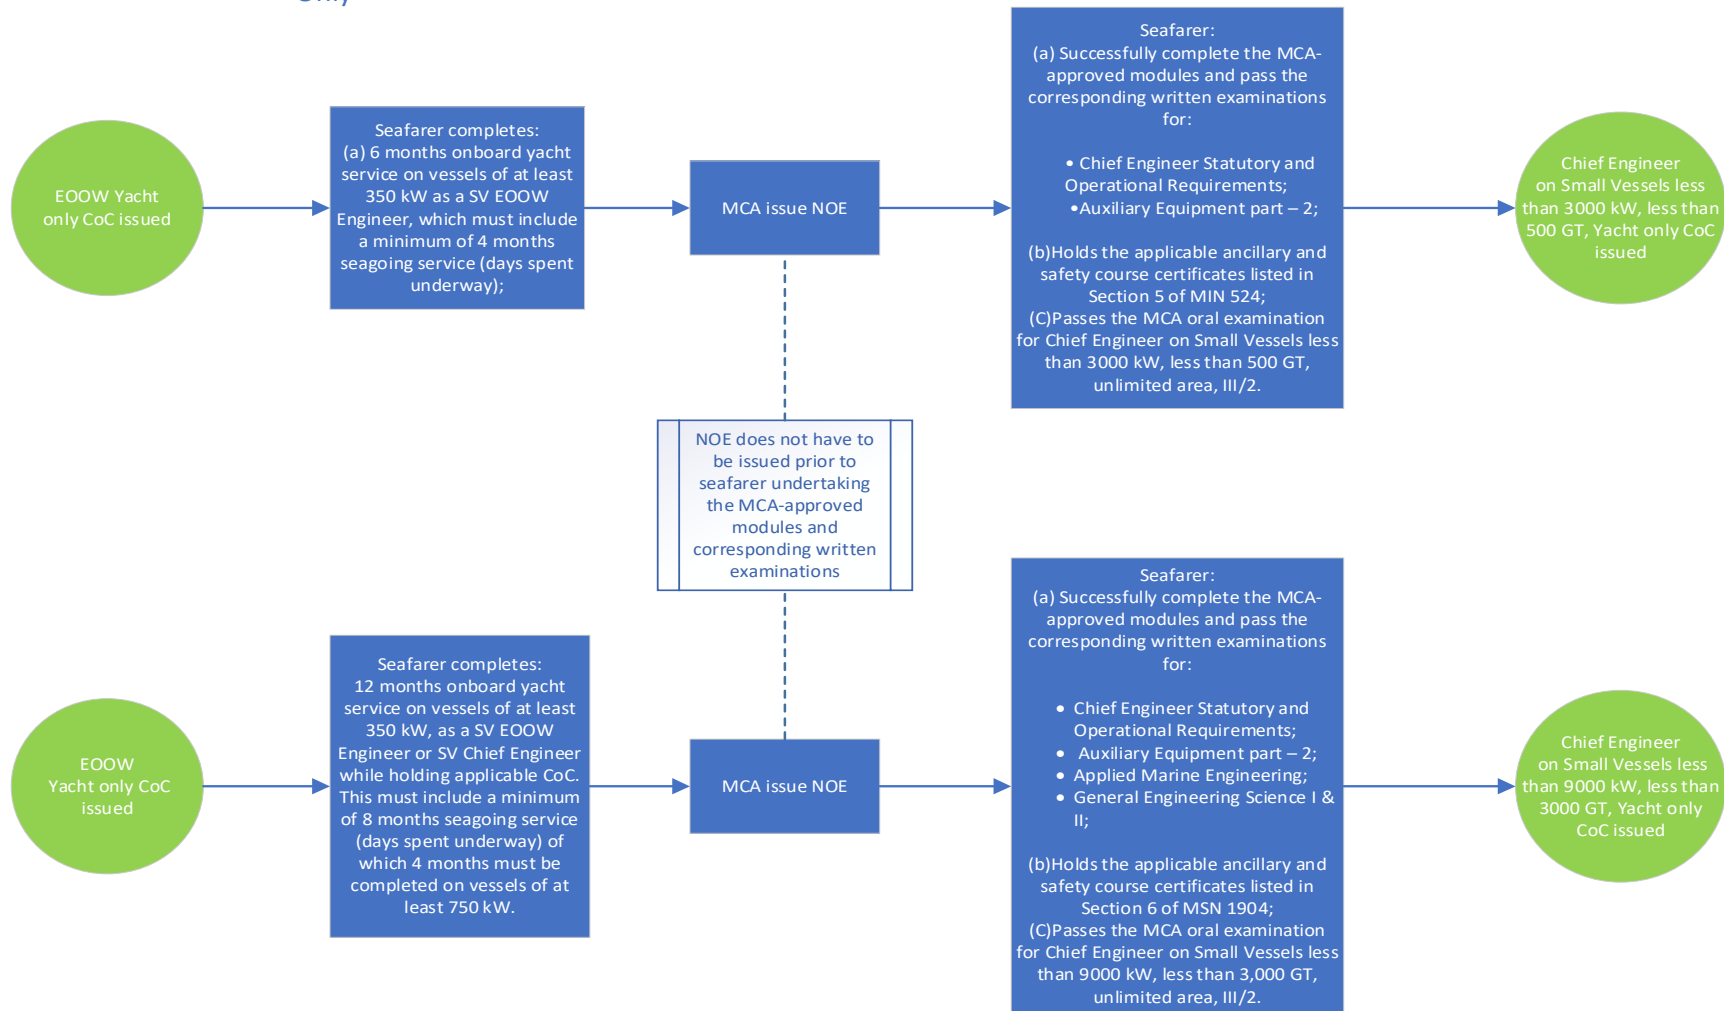 Only
EOOW Yacht
only CoC issued
Seafarer completes:
(a) 6 months onboard yacht
service on vessels of at least
350 kW as a SV EOOW
Engineer, which must include
a minimum of 4 months
seagoing service (days spent
underway);
MCA issue NOE
Seafarer:
(a) Successfully complete the MCA-
approved modules and pass the
corresponding written examinations
for:
• Chief Engineer Statutory and
Operational Requirements;
•Auxiliary Equipment part – 2;
(b)Holds the applicable ancillary and
safety course certificates listed in
Section 5 of MIN 524;
(C)Passes the MCA oral examination
for Chief Engineer on Small Vessels less
than 3000 kW, less than 500 GT,
unlimited area, III/2.
Chief Engineer
on Small Vessels less
than 3000 kW, less than
500 GT, Yacht only CoC
issued
NOE does not have to
be issued prior to
seafarer undertaking
the MCA-approved
modules and
corresponding written
examinations
EOOW
Yacht only CoC
issued
Seafarer completes:
12 months onboard yacht
service on vessels of at least
350 kW, as a SV EOOW
Engineer or SV Chief Engineer
while holding applicable CoC.
This must include a minimum
of 8 months seagoing service
(days spent underway) of
which 4 months must be
completed on vessels of at
least 750 kW.
MCA issue NOE
Seafarer:
(a) Successfully complete the MCA-
approved modules and pass the
corresponding written examinations
for:
• Chief Engineer Statutory and
Operational Requirements;
• Auxiliary Equipment part – 2;
• Applied Marine Engineering;
• General Engineering Science I &
II;
(b)Holds the applicable ancillary and
safety course certificates listed in
Section 6 of MSN 1904;
(C)Passes the MCA oral examination
for Chief Engineer on Small Vessels less
than 9000 kW, less than 3,000 GT,
unlimited area, III/2.
Chief Engineer
on Small Vessels less
than 9000 kW, less than
3000 GT, Yacht only
CoC issued